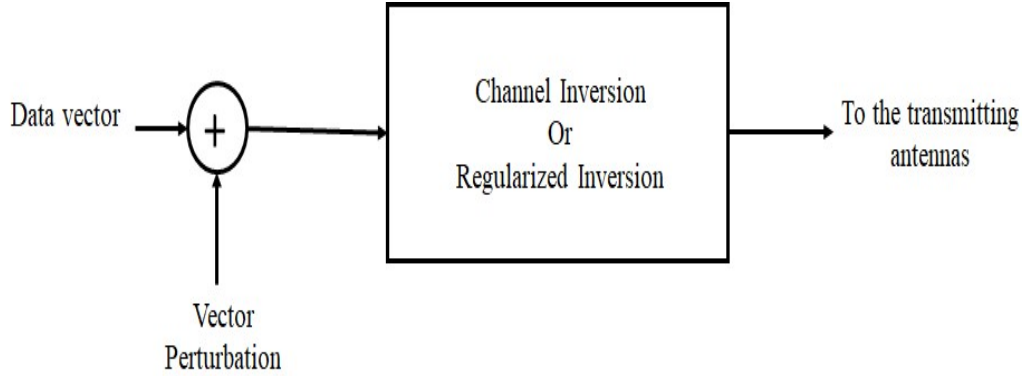 Data vector
+
Vector
Perturbation
Channel Inversion
Or
Regularized Inversion
To the transmitting
antennas